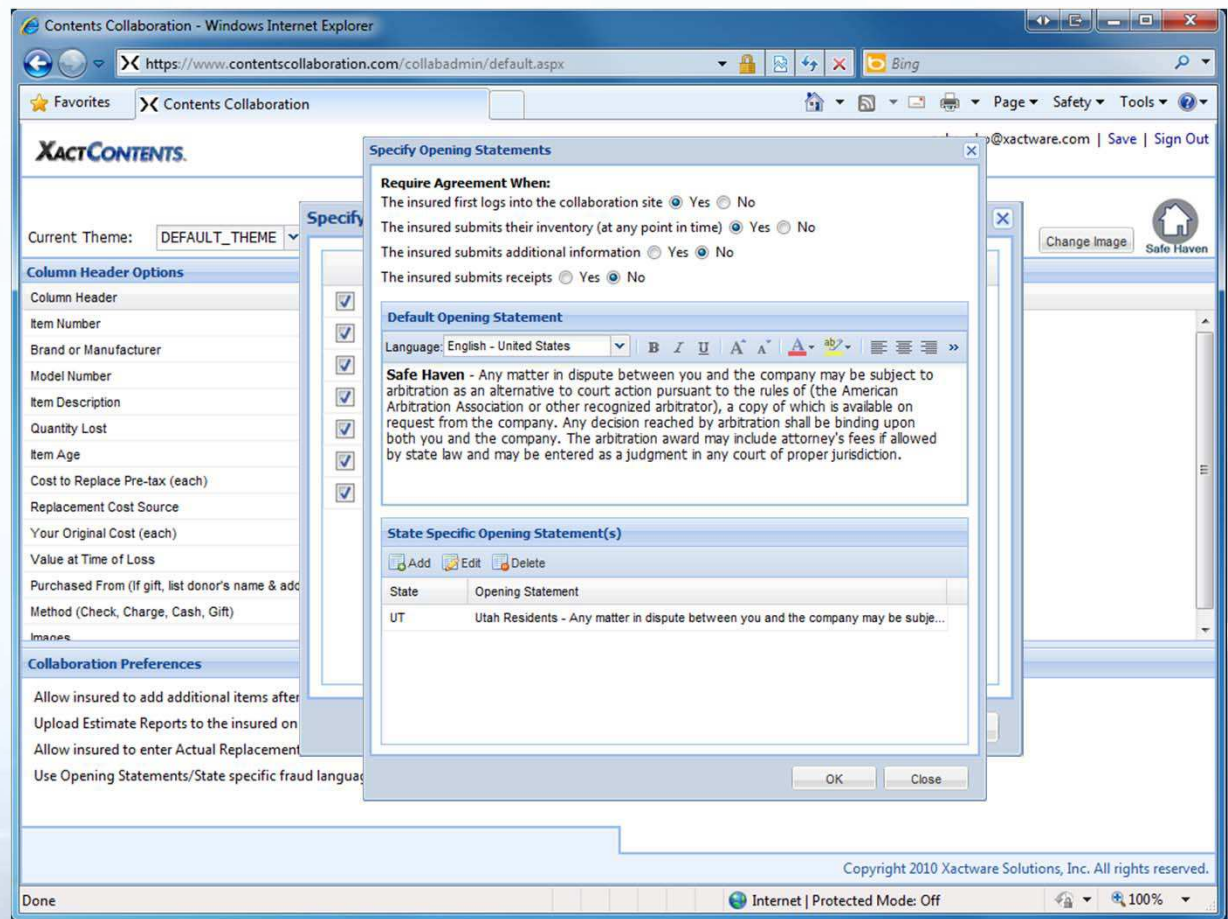 Contents Collaboration - Windows Internet Explorer
https://www.contentscollaboration.com/collabadmin/default.aspx
Bing
Favorites
Contents Collaboration
Page
Safety
Tools
XACTCONTENTS.
@xactware.com | Save | Sign Out
Current Theme:
DEFAULT_THEME
Change Image
Safe Haven
Column Header Options
Column Header
Item Number
Brand or Manufacturer
Model Number
Item Description
Quantity Lost
Item Age
Cost to Replace Pre-tax (each)
Replacement Cost Source
Your Original Cost (each)
Value at Time of Loss
Purchased From (If gift, list donor's name & add
Method (Check, Charge, Cash, Gift)
Images
Collaboration Preferences
Allow insured to add additional items after
Upload Estimate Reports to the insured on
Allow insured to enter Actual Replacement
Use Opening Statements/State specific fraud languag
Specify
Specify Opening Statements
Require Agreement When:
The insured first logs into the collaboration site Yes No
The insured submits their inventory (at any point in time) Yes No
The insured submits additional information Yes No
The insured submits receipts Yes No
Default Opening Statement
Language: English - United States B I U A A A ab »
Safe Haven - Any matter in dispute between you and the company may be subject to
arbitration as an alternative to court action pursuant to the rules of (the American
Arbitration Association or other recognized arbitrator), a copy of which is available on
request from the company. Any decision reached by arbitration shall be binding upon
both you and the company. The arbitration award may include attorney's fees if allowed
by state law and may be entered as a judgment in any court of proper jurisdiction.
State Specific Opening Statement(s)
Add Edit Delete
State Opening Statement
UT Utah Residents - Any matter in dispute between you and the company may be subje...
OK Close
Copyright 2010 Xactware Solutions, Inc. All rights reserved.
Done
Internet | Protected Mode: Off
100%